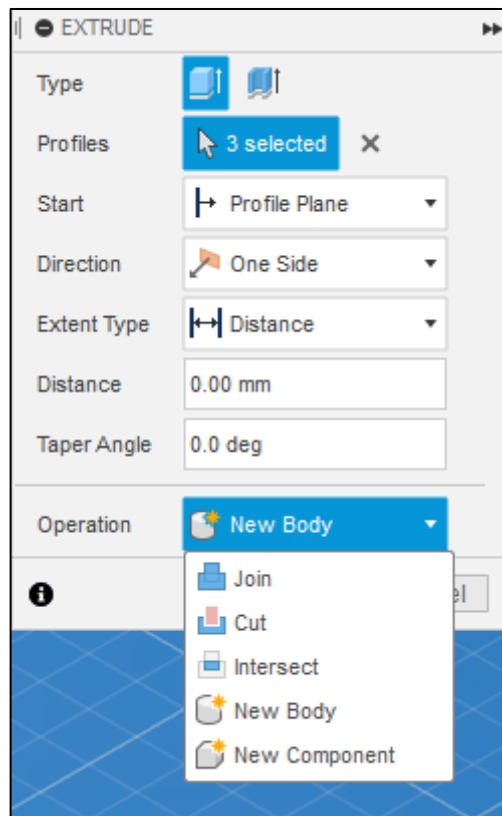 EXTRUDE
Type
Profiles 3 selected
Start Profile Plane
Direction One Side
Extent Type Distance
Distance 0.00 mm
Taper Angle 0.0 deg
Operation New Body
Join
Cut
Intersect
New Body
New Component